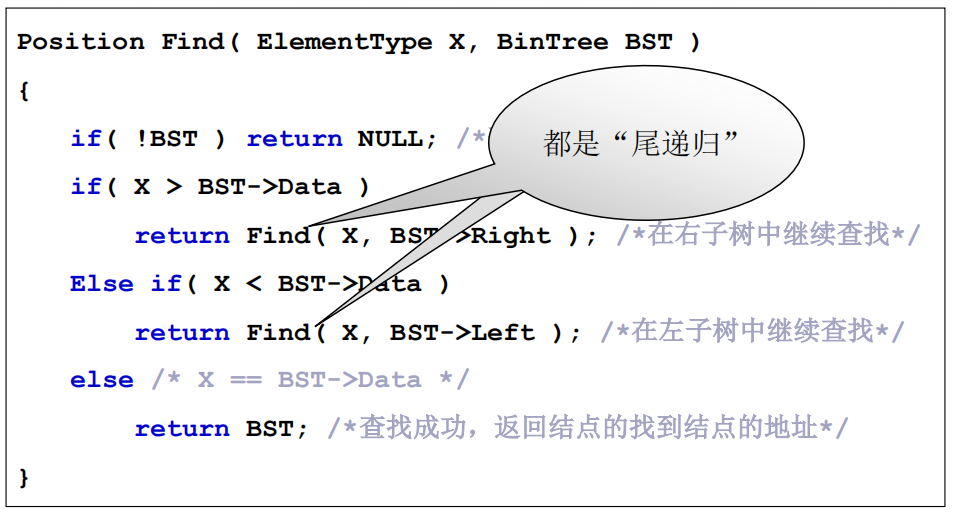 Position Find( ElementType X, BinTree BST )
{
if( !BST ) return NULL; /*
都是“尾递归”
if( X > BST->Data )
return Find( X, BST->Right ); /*在右子树中继续查找*/
Else if( X < BST->Data )
return Find( X, BST->Left ); /*在左子树中继续查找*/
else /* X == BST->Data */
return BST; /*查找成功，返回结点的找到结点的地址*/
}